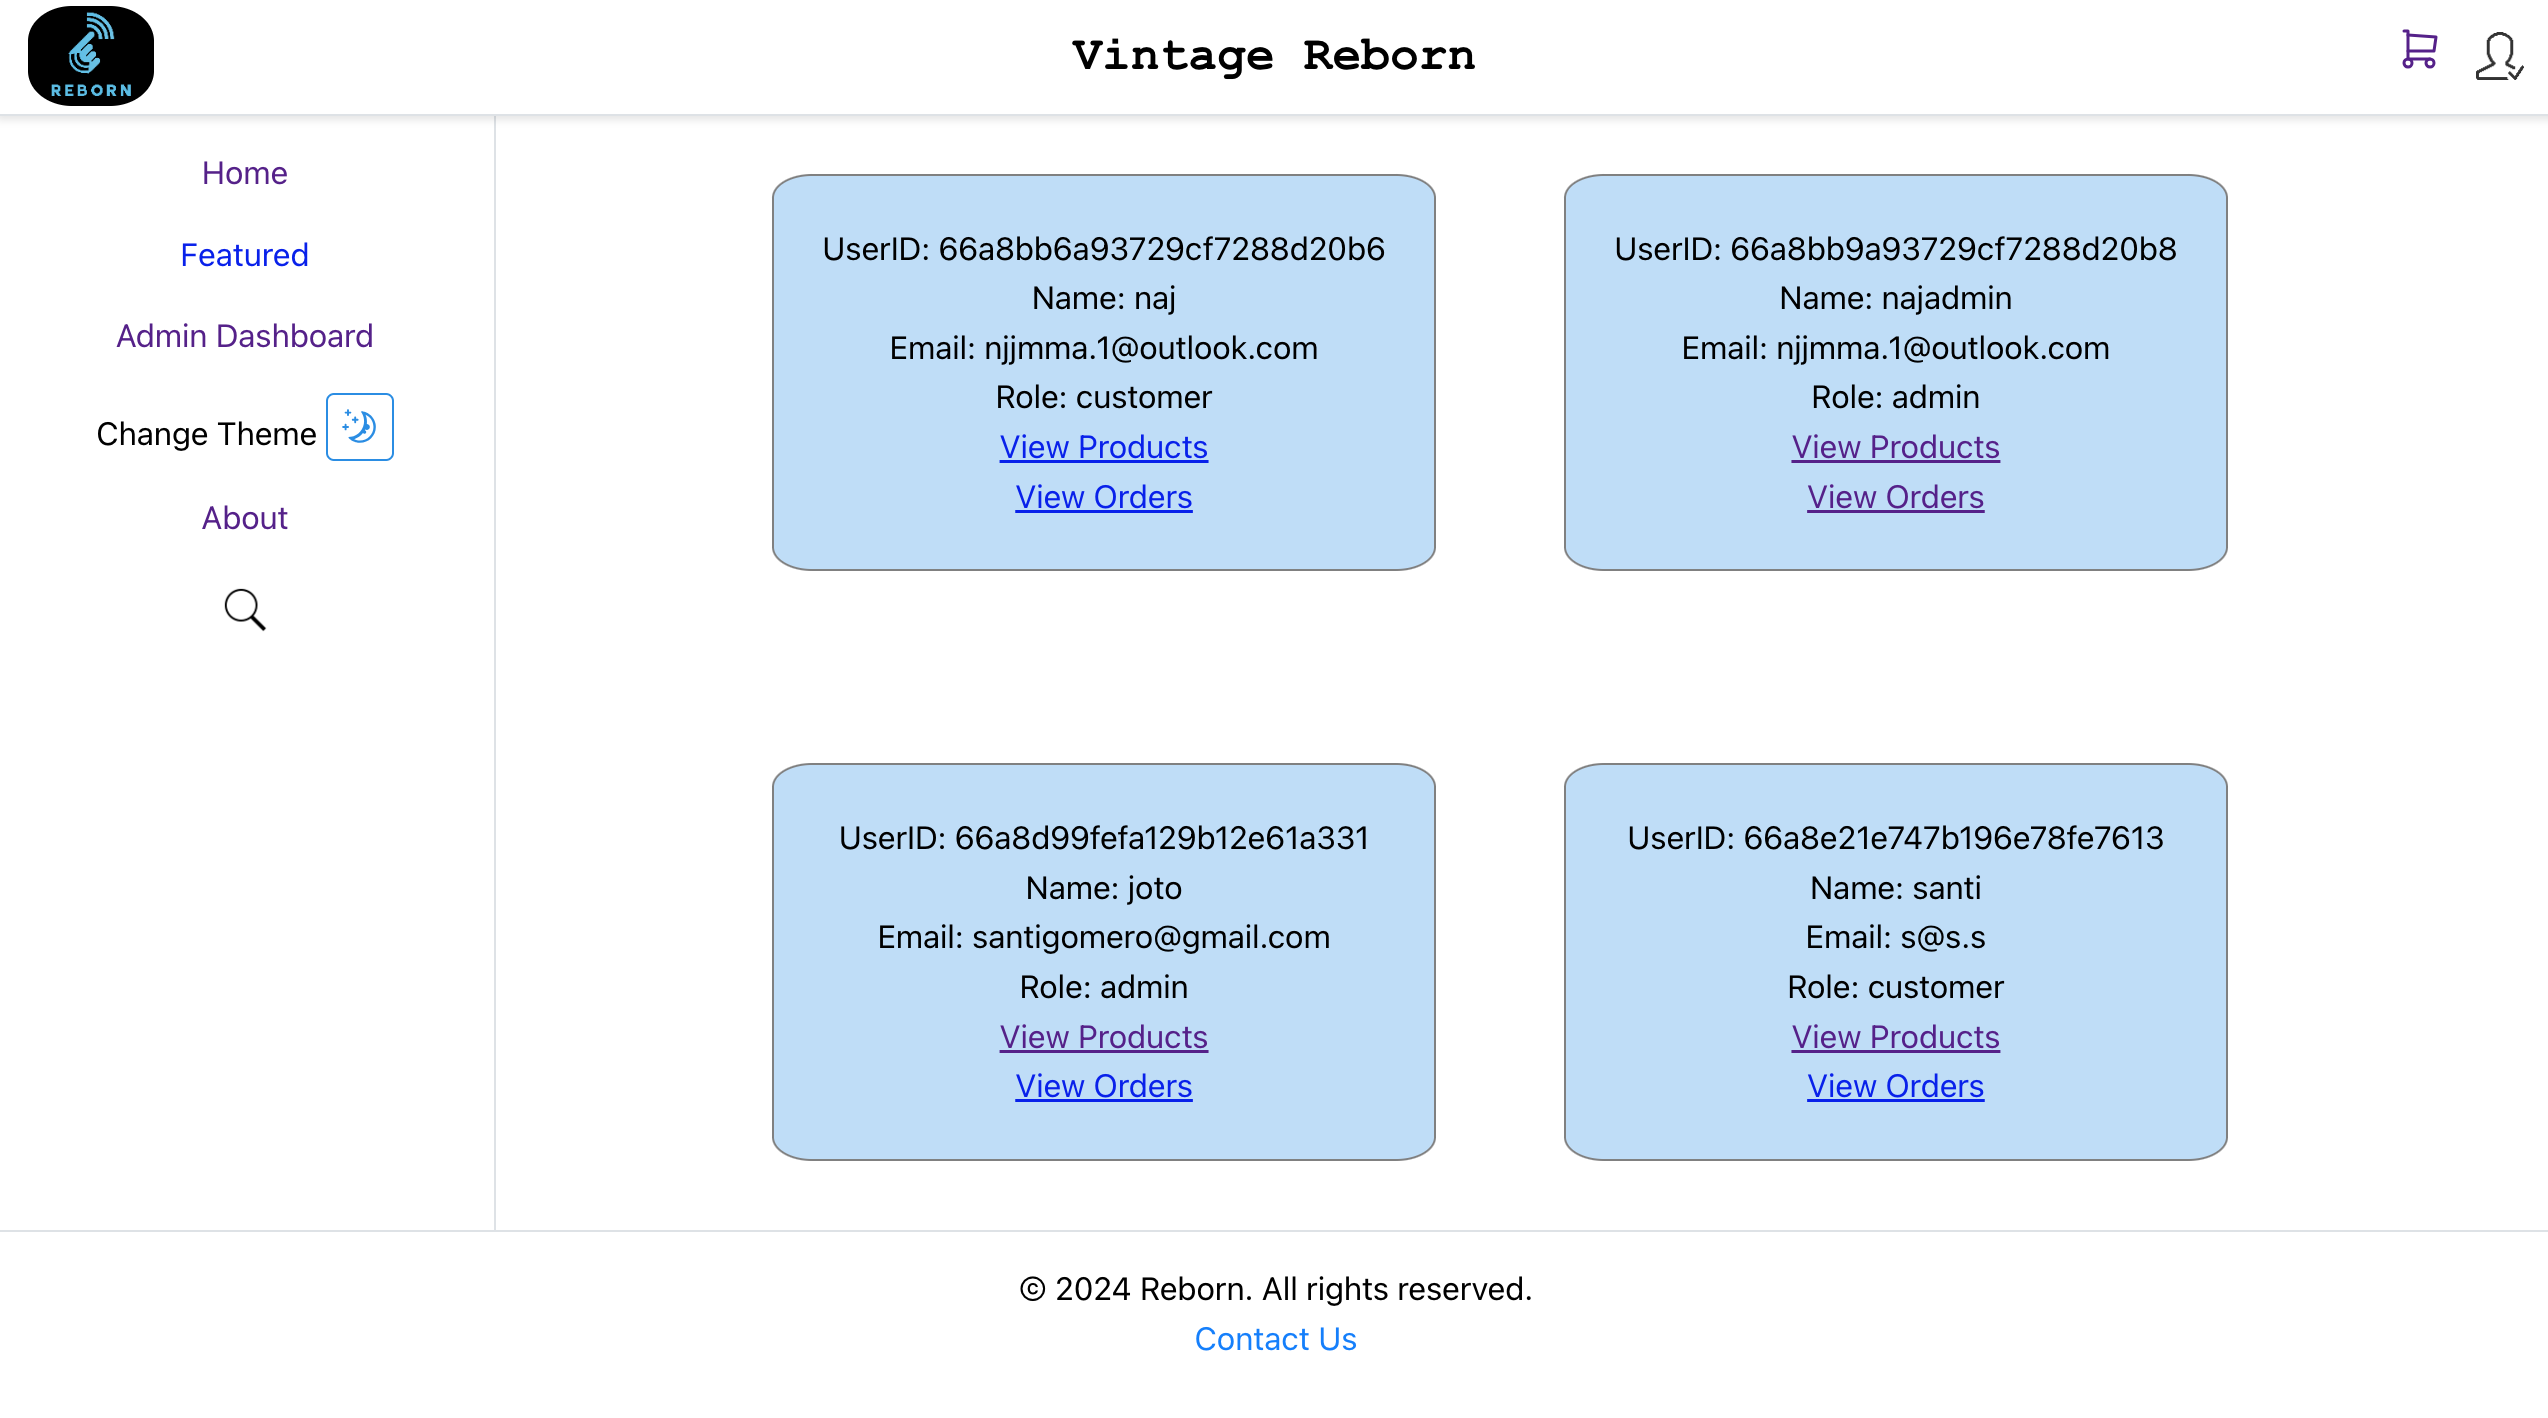 REBORN
Vintage Reborn
Home
Featured
Admin Dashboard
Change Theme
About
UserID: 66a8bb6a93729cf7288d20b6
Name: naj
Email: njjmma.1@outlook.com
Role: customer
View Products
View Orders
UserID: 66a8bb9a93729cf7288d20b8
Name: najadmin
Email: njjmma.1@outlook.com
Role: admin
View Products
View Orders
UserID: 66a8d99fefa129b12e61a331
Name: joto
Email: santigomero@gmail.com
Role: admin
View Products
View Orders
UserID: 66a8e21e747b196e78fe7613
Name: santi
Email: s@s.s
Role: customer
View Products
View Orders
© 2024 Reborn. All rights reserved.
Contact Us